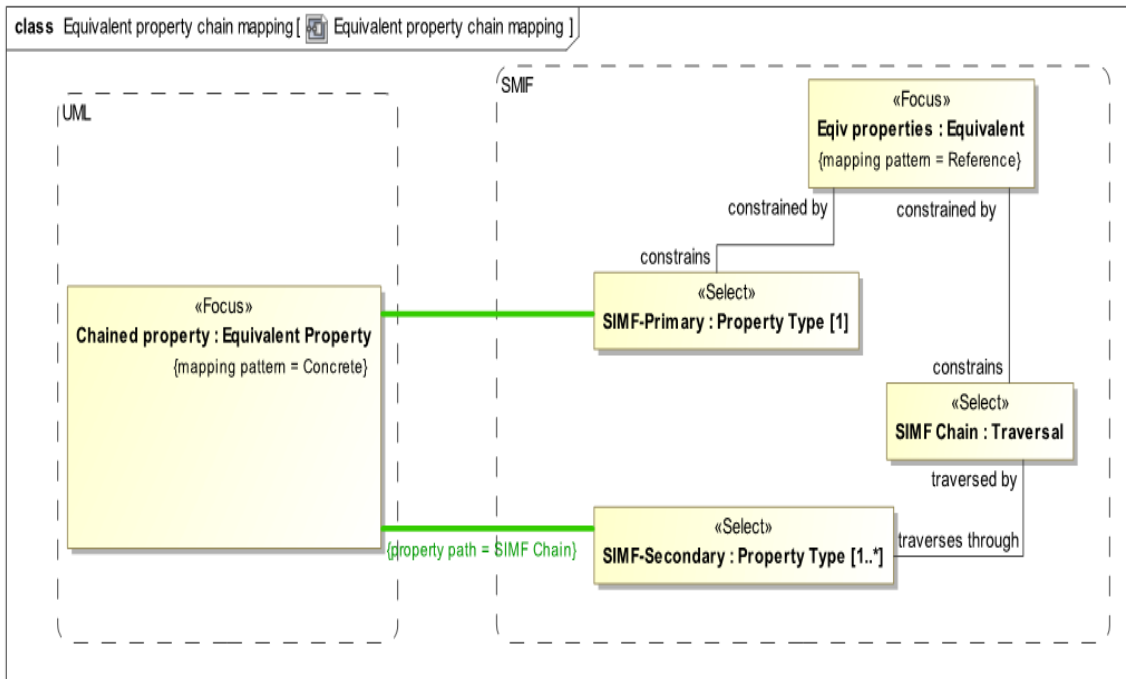 class Equivalent property chain mapping [ Equivalent property chain mapping ]
UML
SMIF
«Focus»
Eqiv properties : Equivalent
{mapping pattern = Reference}
constrained by
constrained by
constrains
«Select»
SIMF-Primary : Property Type [1]
«Focus»
Chained property : Equivalent Property
{mapping pattern = Concrete}
constrains
«Select»
SIMF Chain : Traversal
traversed by
«Select»
SIMF-Secondary : Property Type [1..*]
traverses through
{property path = SIMF Chain}